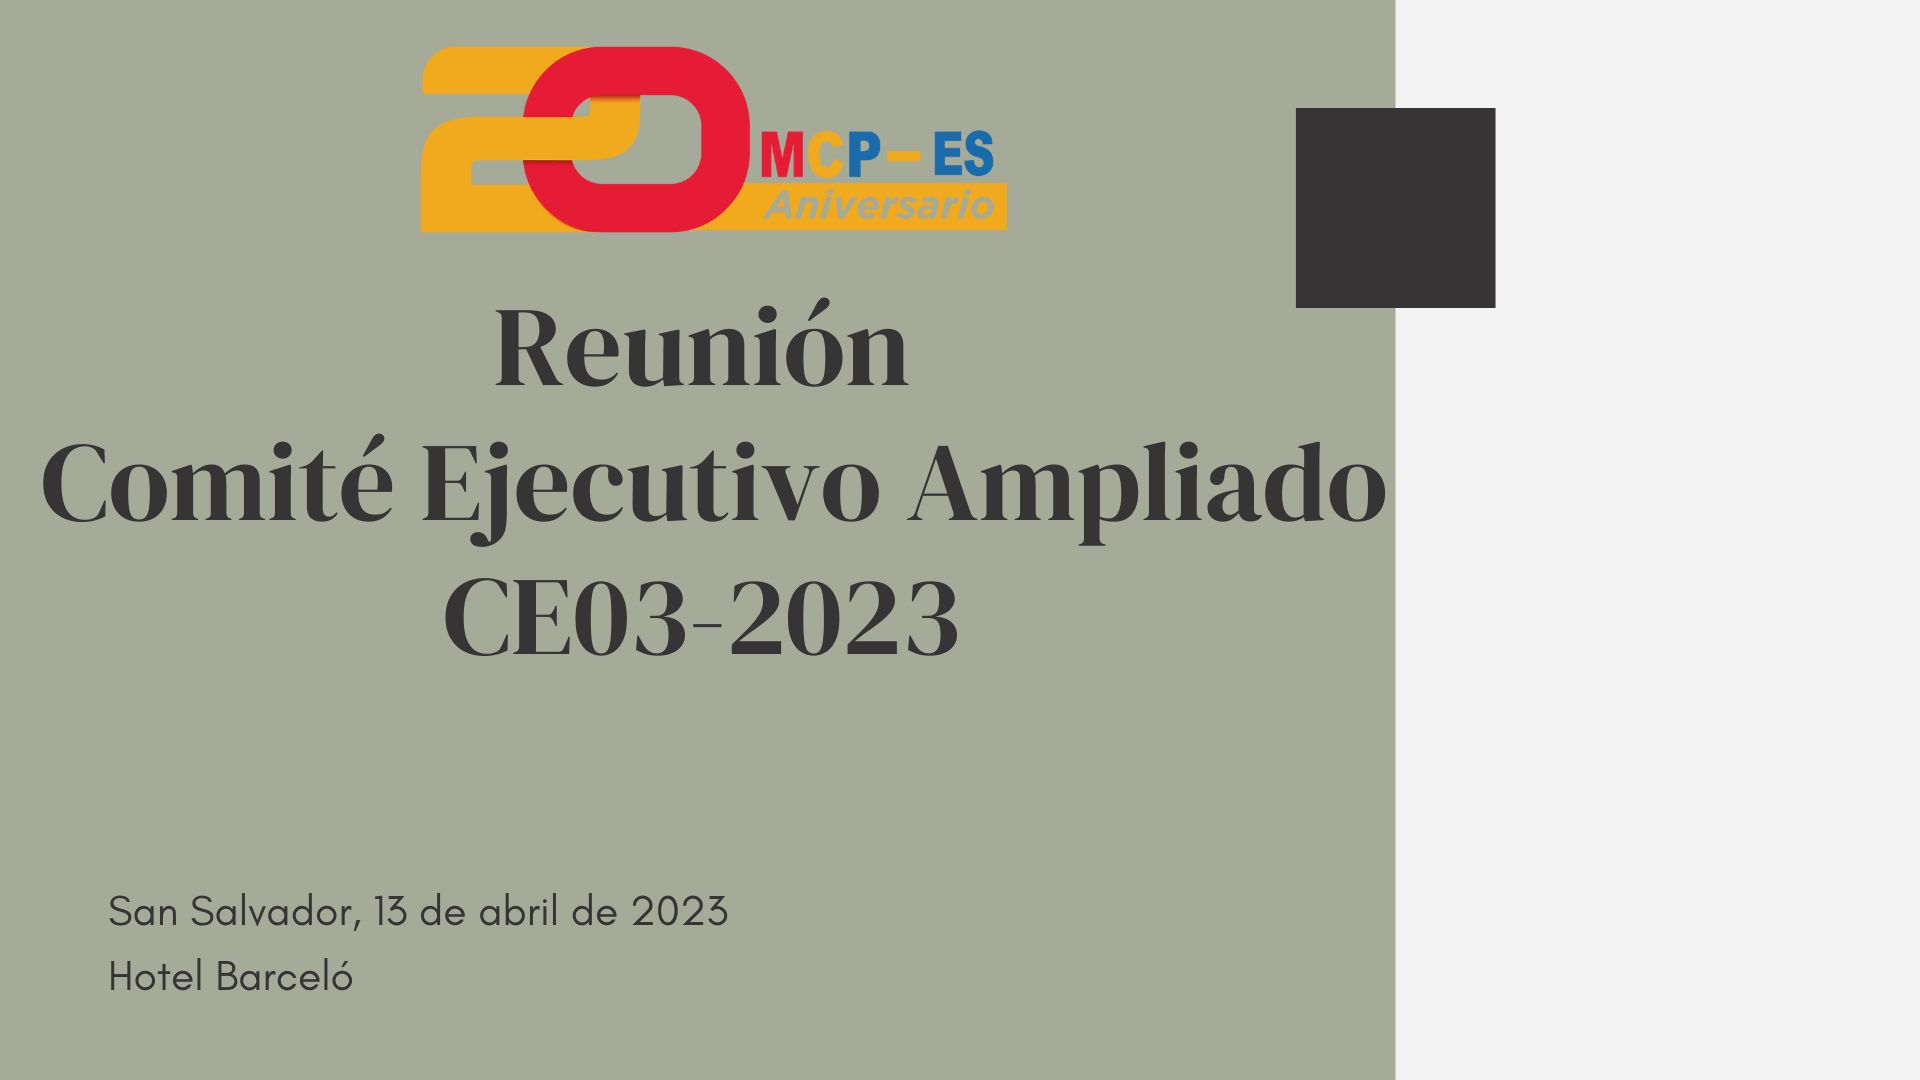 20 MCP-ES
Aniversario
Reunión
Comité Ejecutivo Ampliado
CE03-2023
San Salvador, 13 de abril de 2023
Hotel Barceló